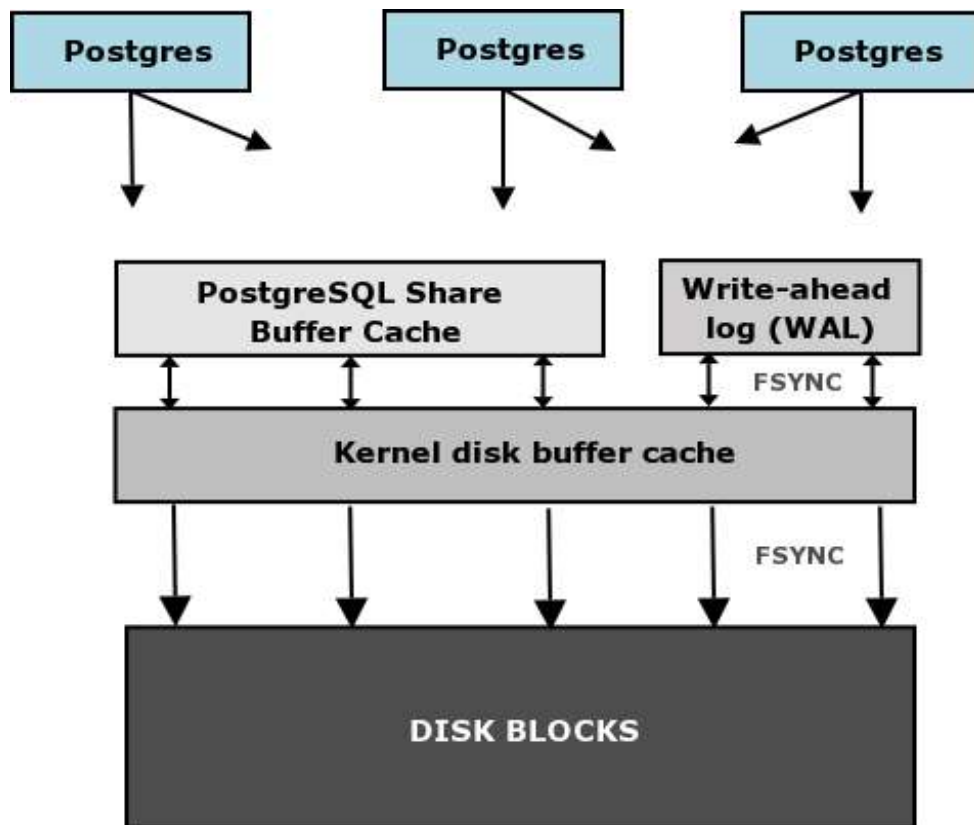 Postgres
Postgres
Postgres
PostgreSQL Share
Buffer Cache
Write-ahead
log (WAL)
FSYNC
Kernel disk buffer cache
FSYNC
DISK BLOCKS